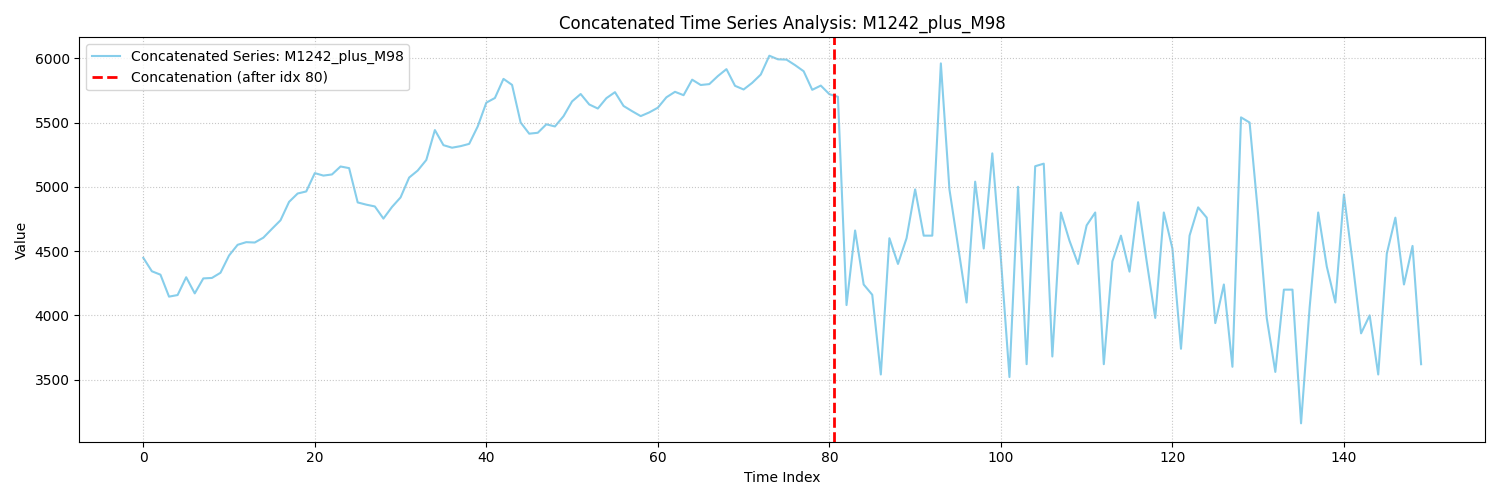 Concatenated Time Series Analysis: M1242_plus_M98
Concatenated Series: M1242_plus_M98
Concatenation (after idx 80)
Value
6000
5500
5000
4500
4000
3500
0 20 40 60 80 100 120 140
Time Index